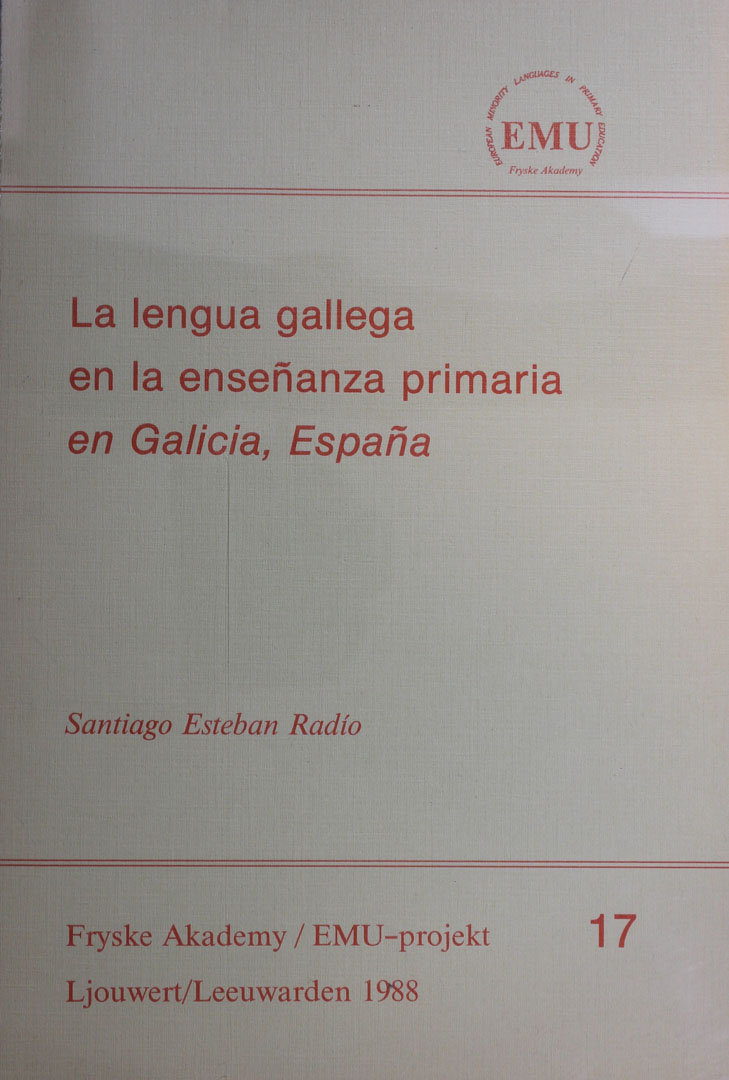 EUROPEAN MINORITY LANGUAGES IN PRIMARY EDUCATION
EMU
Fryske Akademy
La lengua gallega
en la enseñanza primaria
en Galicia, España
Santiago Esteban Radío
Fryske Akademy / EMU-projekt
17
Ljouwert/Leeuwarden 1988